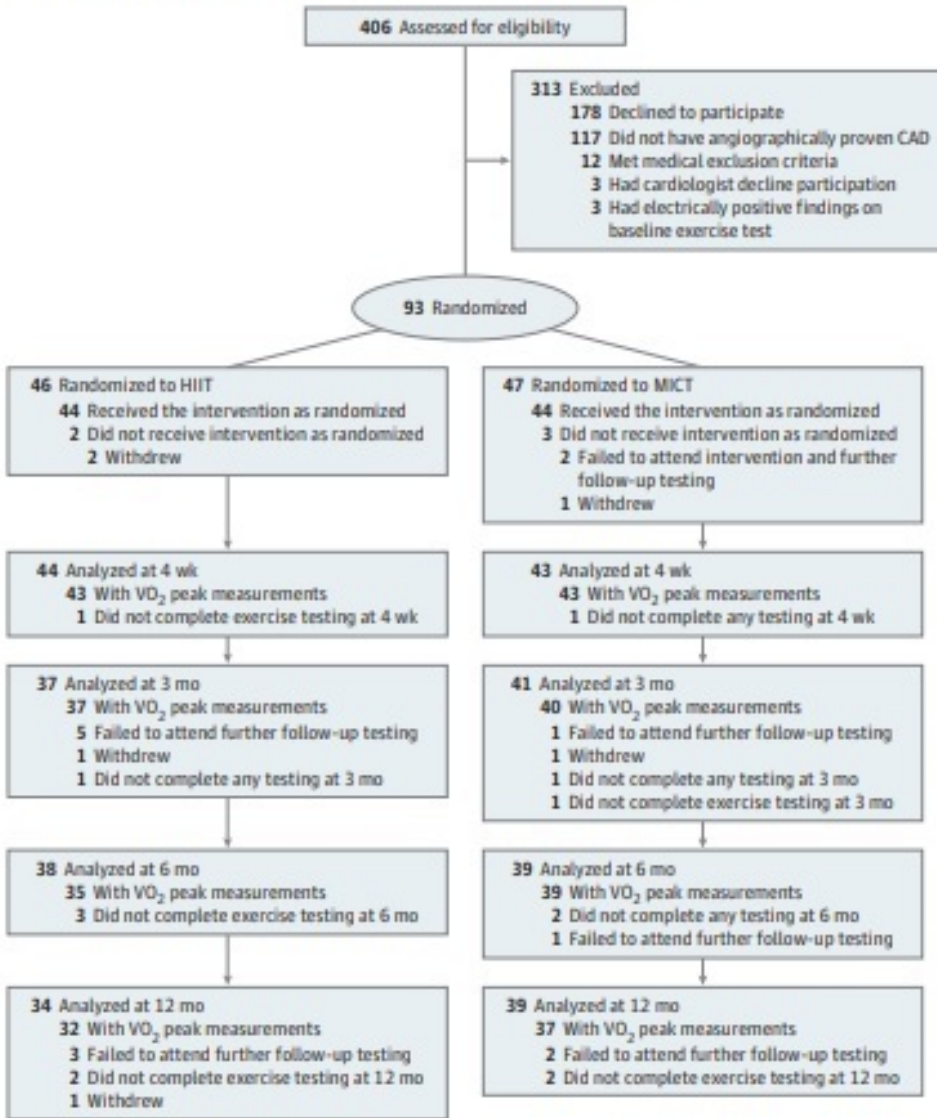 406 Assessed for eligibility
313 Excluded
178 Declined to participate
117 Did not have angiographically proven CAD
12 Met medical exclusion criteria
3 Had cardiologist decline participation
3 Had electrically positive findings on
baseline exercise test
93 Randomized
46 Randomized to HIIT
44 Received the intervention as randomized
2 Did not receive intervention as randomized
2 Withdrew
47 Randomized to MICT
44 Received the intervention as randomized
3 Did not receive intervention as randomized
2 Failed to attend intervention and further
follow-up testing
1 Withdrew
44 Analyzed at 4 wk
43 With VO₂ peak measurements
1 Did not complete exercise testing at 4 wk
43 Analyzed at 4 wk
43 With VO₂ peak measurements
1 Did not complete any testing at 4 wk
37 Analyzed at 3 mo
37 With VO₂ peak measurements
5 Failed to attend further follow-up testing
1 Withdrew
1 Did not complete any testing at 3 mo
41 Analyzed at 3 mo
40 With VO₂ peak measurements
1 Failed to attend further follow-up testing
1 Withdrew
1 Did not complete any testing at 3 mo
1 Did not complete exercise testing at 3 mo
38 Analyzed at 6 mo
35 With VO₂ peak measurements
3 Did not complete exercise testing at 6 mo
39 Analyzed at 6 mo
39 With VO₂ peak measurements
2 Did not complete any testing at 6 mo
1 Failed to attend further follow-up testing
34 Analyzed at 12 mo
32 With VO₂ peak measurements
3 Failed to attend further follow-up testing
2 Did not complete exercise testing at 12 mo
1 Withdrew
39 Analyzed at 12 mo
37 With VO₂ peak measurements
2 Failed to attend further follow-up testing
2 Did not complete exercise testing at 12 mo